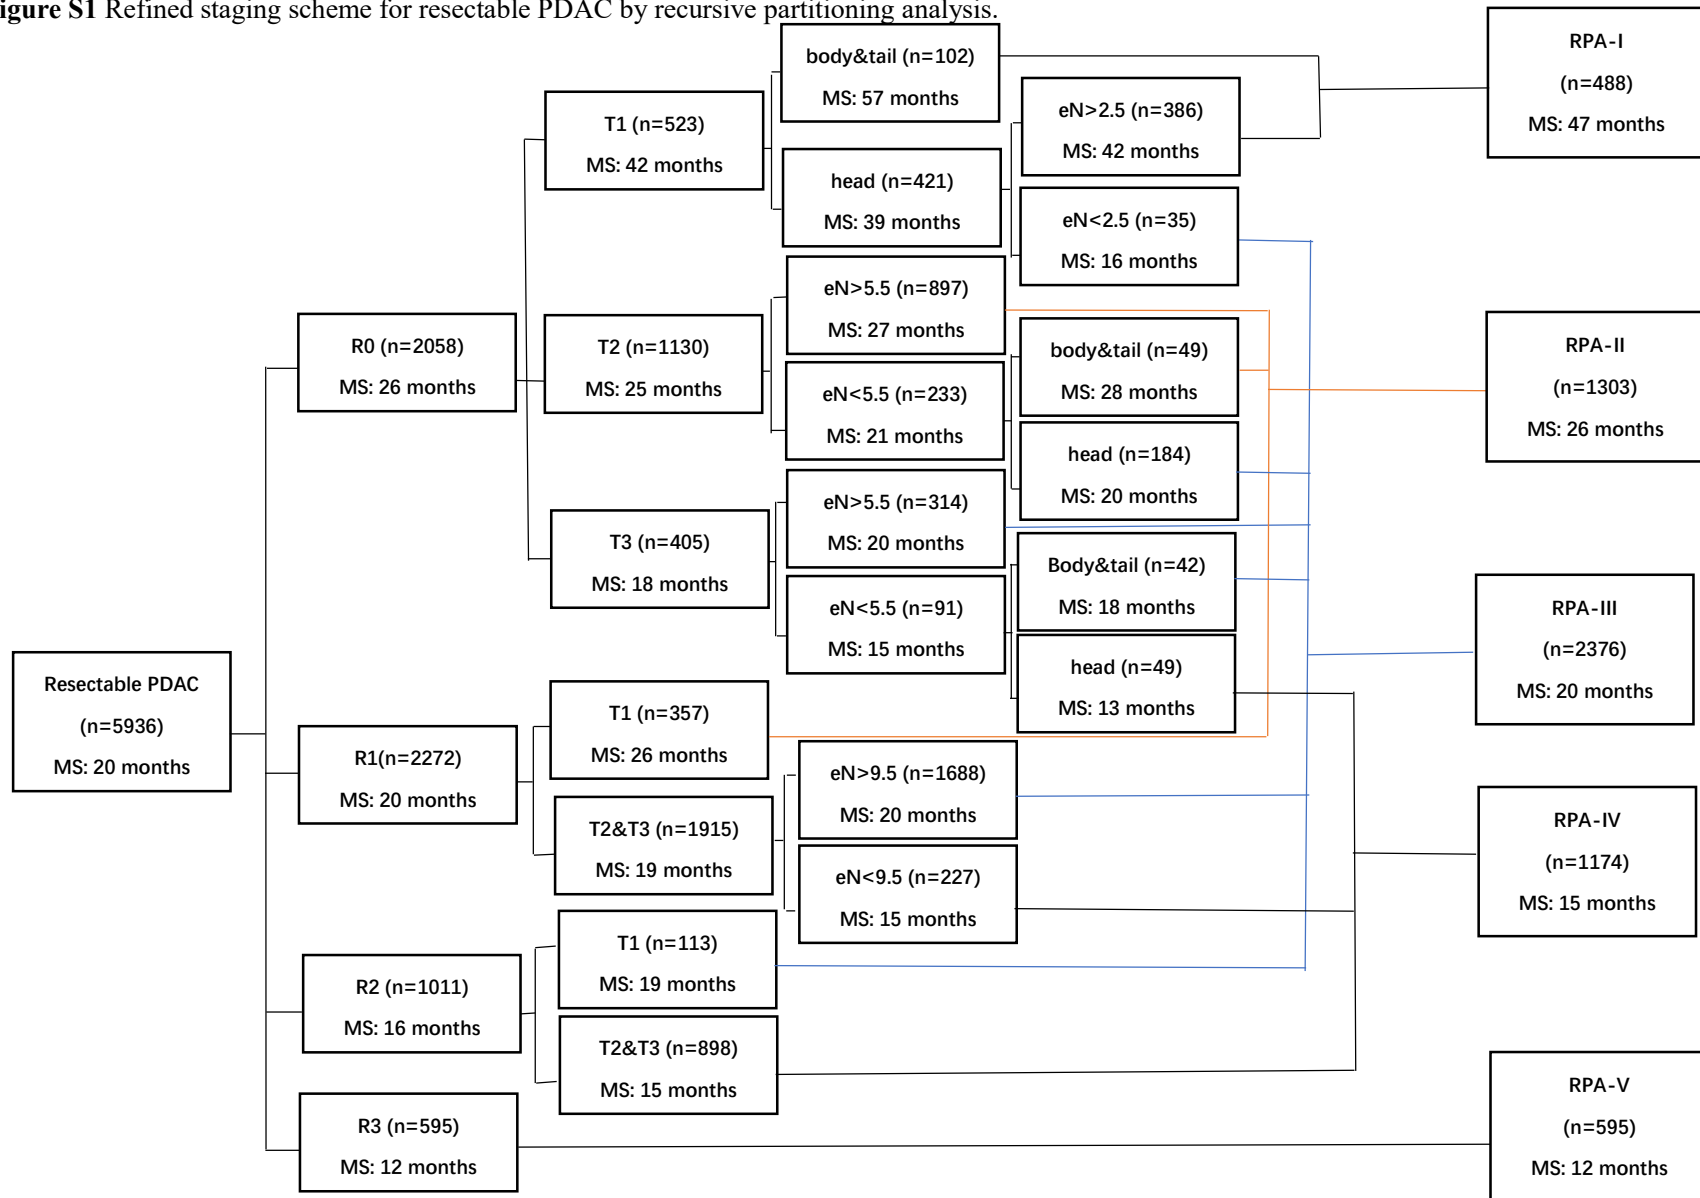 igure S1 Refined staging scheme for resectable PDAC by recursive partitioning analysis.
Resectable PDAC
(n=5936)
MS: 20 months
R0 (n=2058)
MS: 26 months
R1(n=2272)
MS: 20 months
R2 (n=1011)
MS: 16 months
R3 (n=595)
MS: 12 months
T1 (n=523)
MS: 42 months
T2 (n=1130)
MS: 25 months
T3 (n=405)
MS: 18 months
T1 (n=357)
MS: 26 months
T2&T3 (n=1915)
MS: 19 months
T1 (n=113)
MS: 19 months
T2&T3 (n=898)
MS: 15 months
body&tail (n=102)
MS: 57 months
head (n=421)
MS: 39 months
eN>5.5 (n=897)
MS: 27 months
eN<5.5 (n=233)
MS: 21 months
eN>5.5 (n=314)
MS: 20 months
eN<5.5 (n=91)
MS: 15 months
eN>9.5 (n=1688)
MS: 20 months
eN<9.5 (n=227)
MS: 15 months
eN>2.5 (n=386)
MS: 42 months
eN<2.5 (n=35)
MS: 16 months
body&tail (n=49)
MS: 28 months
head (n=184)
MS: 20 months
Body&tail (n=42)
MS: 18 months
head (n=49)
MS: 13 months
RPA-I
(n=488)
MS: 47 months
RPA-II
(n=1303)
MS: 26 months
RPA-III
(n=2376)
MS: 20 months
RPA-IV
(n=1174)
MS: 15 months
RPA-V
(n=595)
MS: 12 months